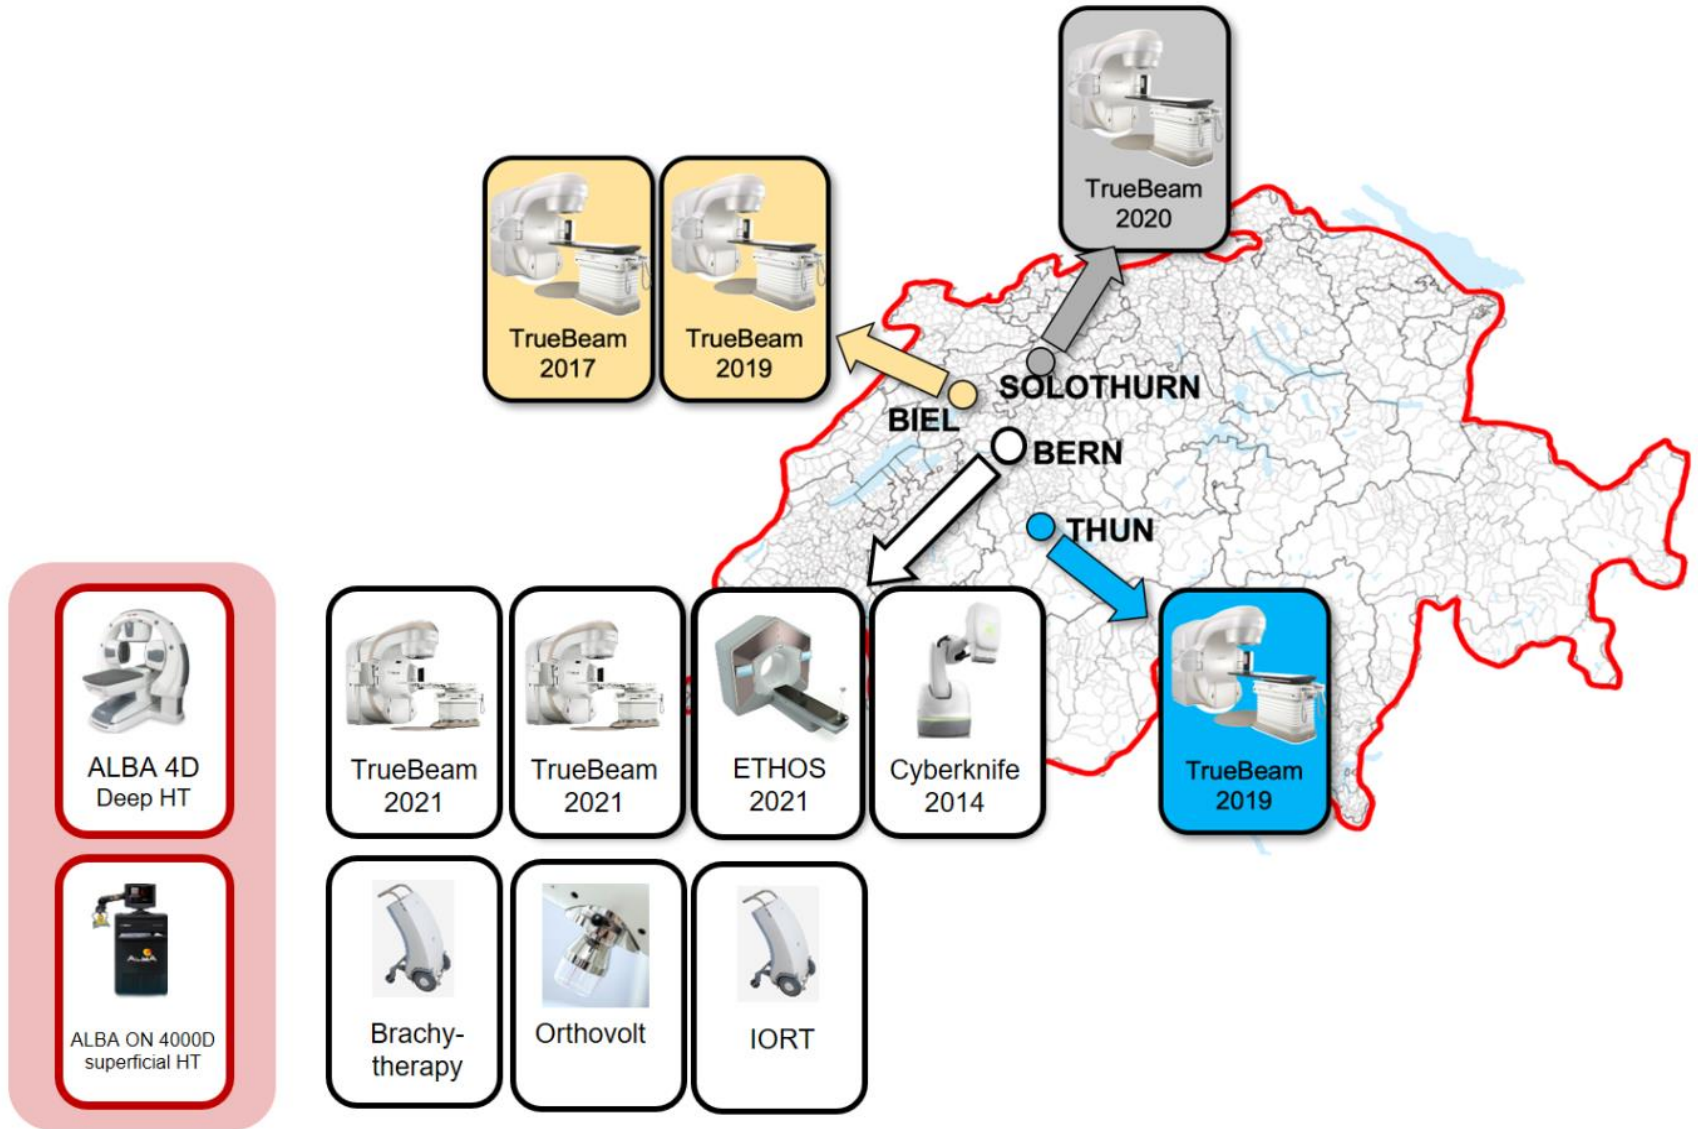 TrueBeam
2020
TrueBeam
2017
TrueBeam
2019
SOLOTHURN
BIEL
BERN
THUN
ALBA 4D
Deep HT
TrueBeam
2021
TrueBeam
2021
ETHOS
2021
Cyberknife
2014
TrueBeam
2019
ALBA
ALBA ON 4000D
superficial HT
Brachy-
therapy
Orthovolt
IORT